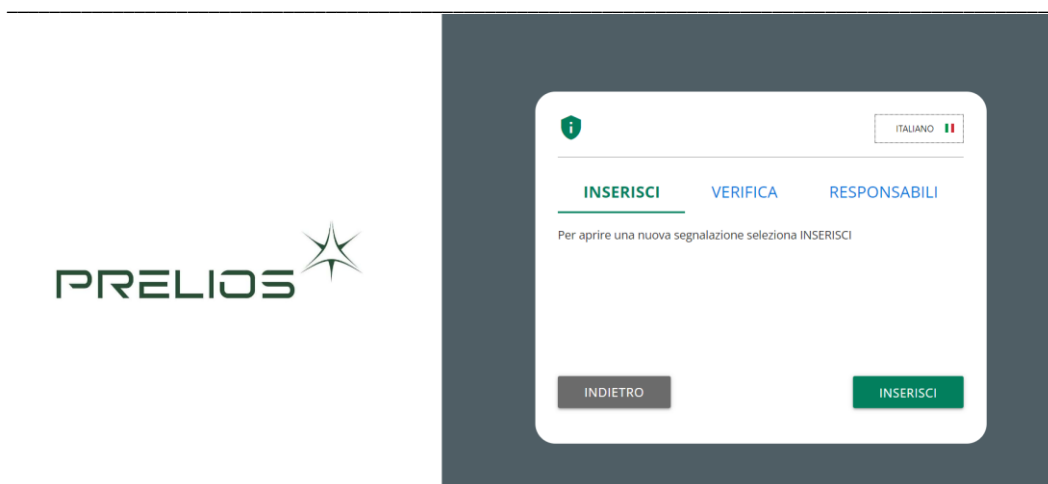 PRELIOS
ITALIANO
INSERISCI VERIFICA RESPONSABILI
Per aprire una nuova segnalazione seleziona INSERISCI
INDIETRO INSERISCI